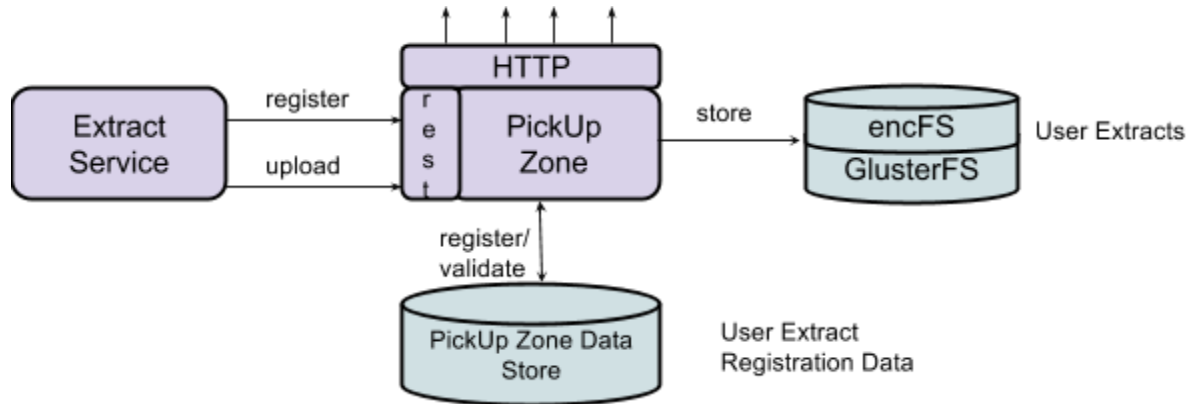 HTTP
register
Extract
Service
upload
rest
PickUp
Zone
store
encFS
GlusterFS
User Extracts
register/
validate
PickUp Zone Data
Store
User Extract
Registration Data